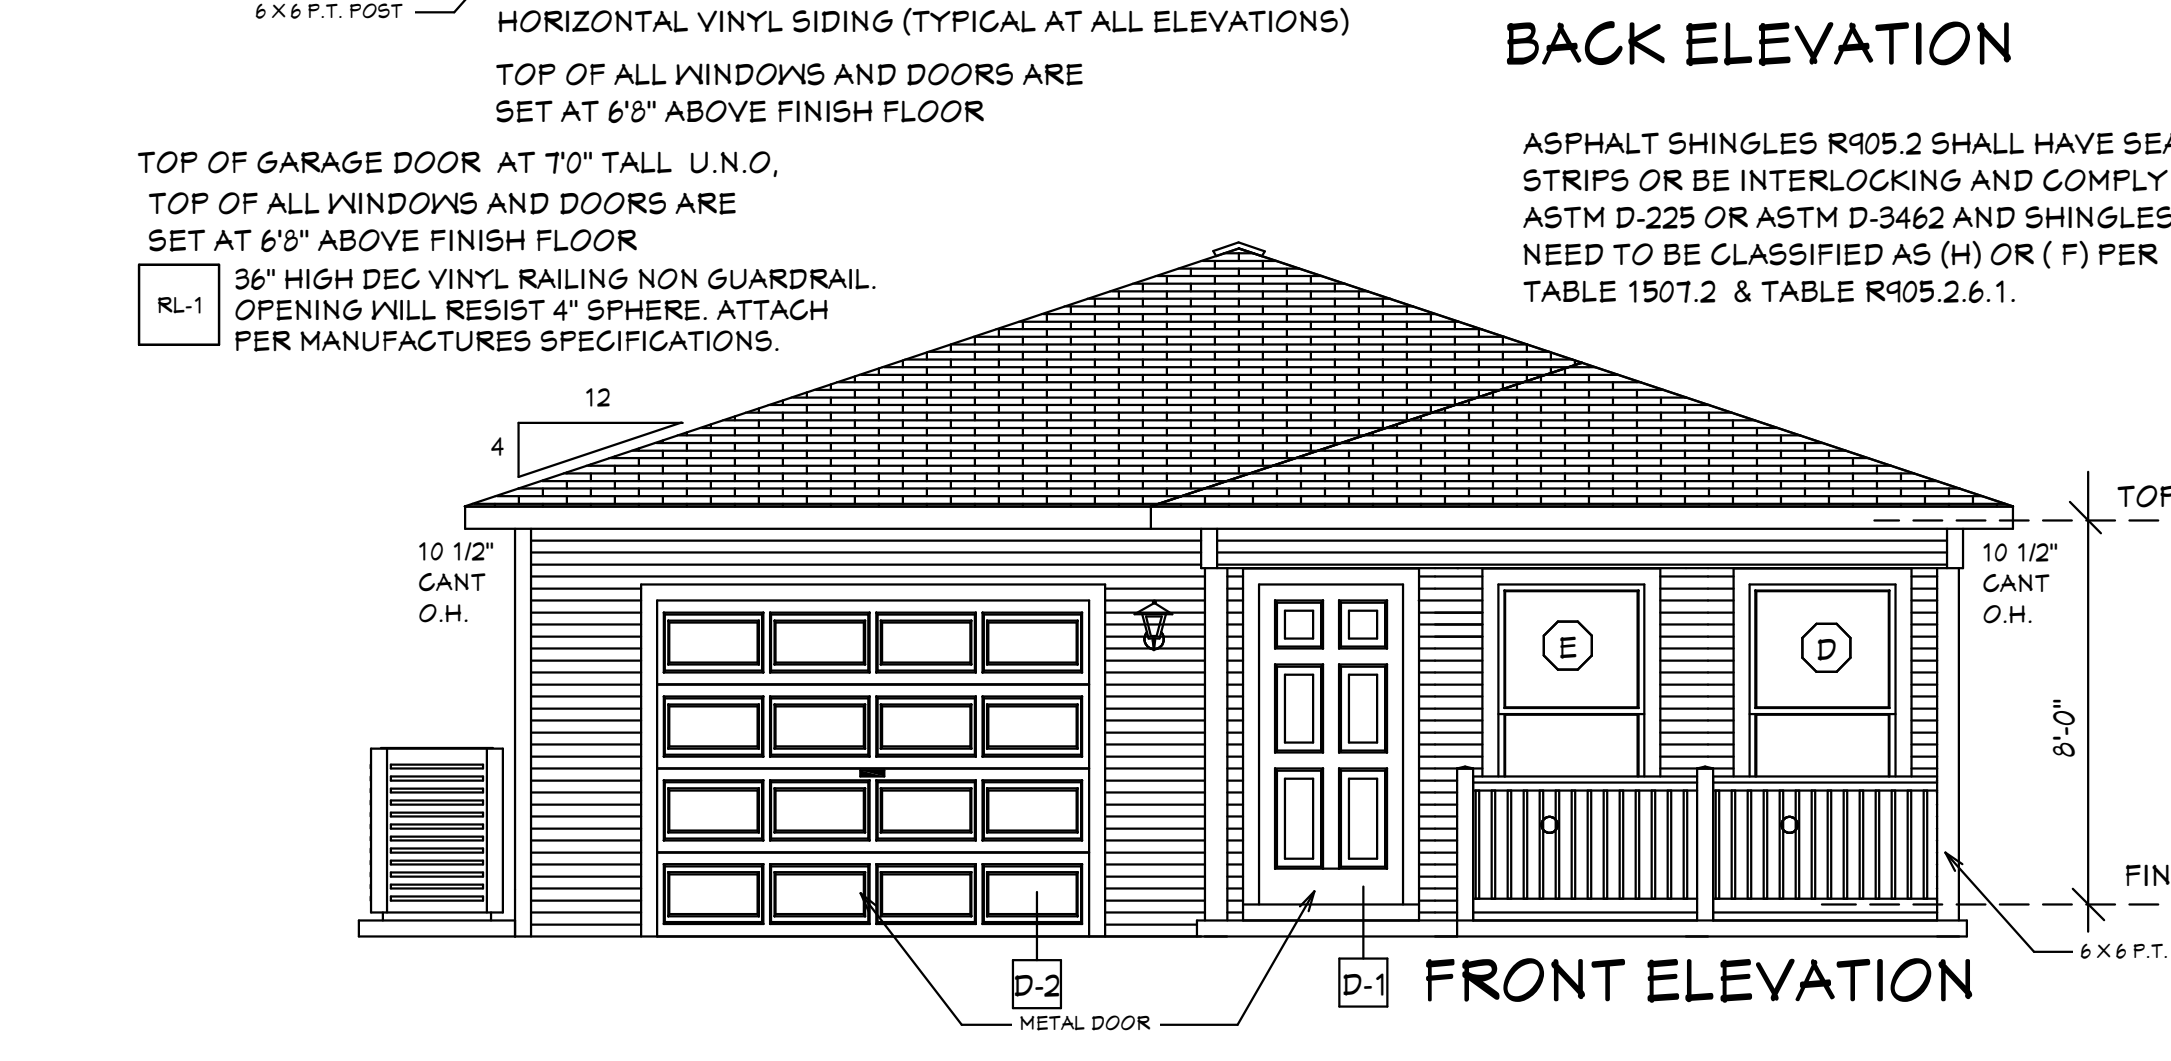 6 X 6 P.T. POST
HORIZONTAL VINYL SIDING (TYPICAL AT ALL ELEVATIONS)
TOP OF ALL WINDOWS AND DOORS ARE
SET AT 6'8" ABOVE FINISH FLOOR
BACK ELEVATION
TOP OF GARAGE DOOR AT 7'0" TALL U.N.O,
TOP OF ALL WINDOWS AND DOORS ARE
SET AT 6'8" ABOVE FINISH FLOOR
RL-1
36" HIGH DEC VINYL RAILING NON GUARDRAIL.
OPENING WILL RESIST 4" SPHERE. ATTACH
PER MANUFACTURES SPECIFICATIONS.
ASPHALT SHINGLES R905.2 SHALL HAVE
STRIPS OR BE INTERLOCKING AND COMPLY
ASTM D-225 OR ASTM D-3462 AND SHINGLES
NEED TO BE CLASSIFIED AS (H) OR ( F) PER
TABLE 1507.2 & TABLE R905.2.6.1.
12
4
10 1/2"
CANT
O.H.
10 1/2"
CANT
O.H.
E
D
8'-0"
6 X 6 P.T.
D-2
D-1
METAL DOOR
FRONT ELEVATION